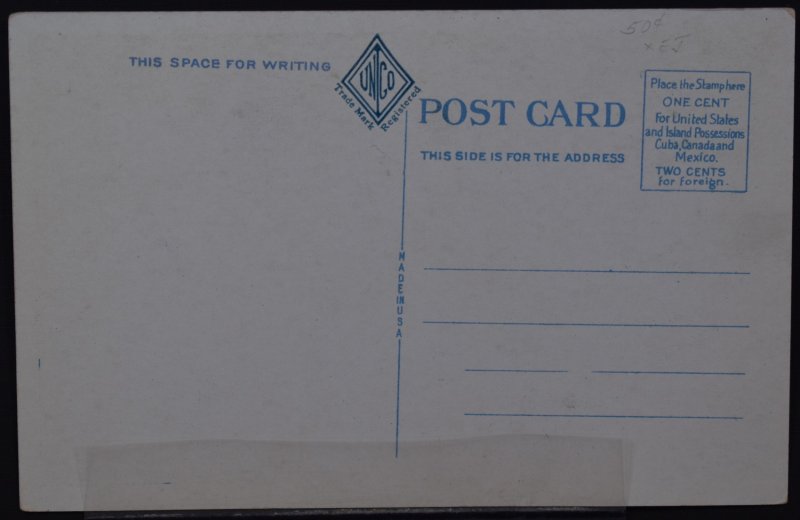 50¢
x EJ
THIS SPACE FOR WRITING
UNICO
Trade Mark Registered
POST CARD
THIS SIDE IS FOR THE ADDRESS
Place the Stamp here
ONE CENT
For United States
and Island Possessions
Cuba, Canada and
Mexico.
TWO CENTS
for foreign.
MADE IN USA